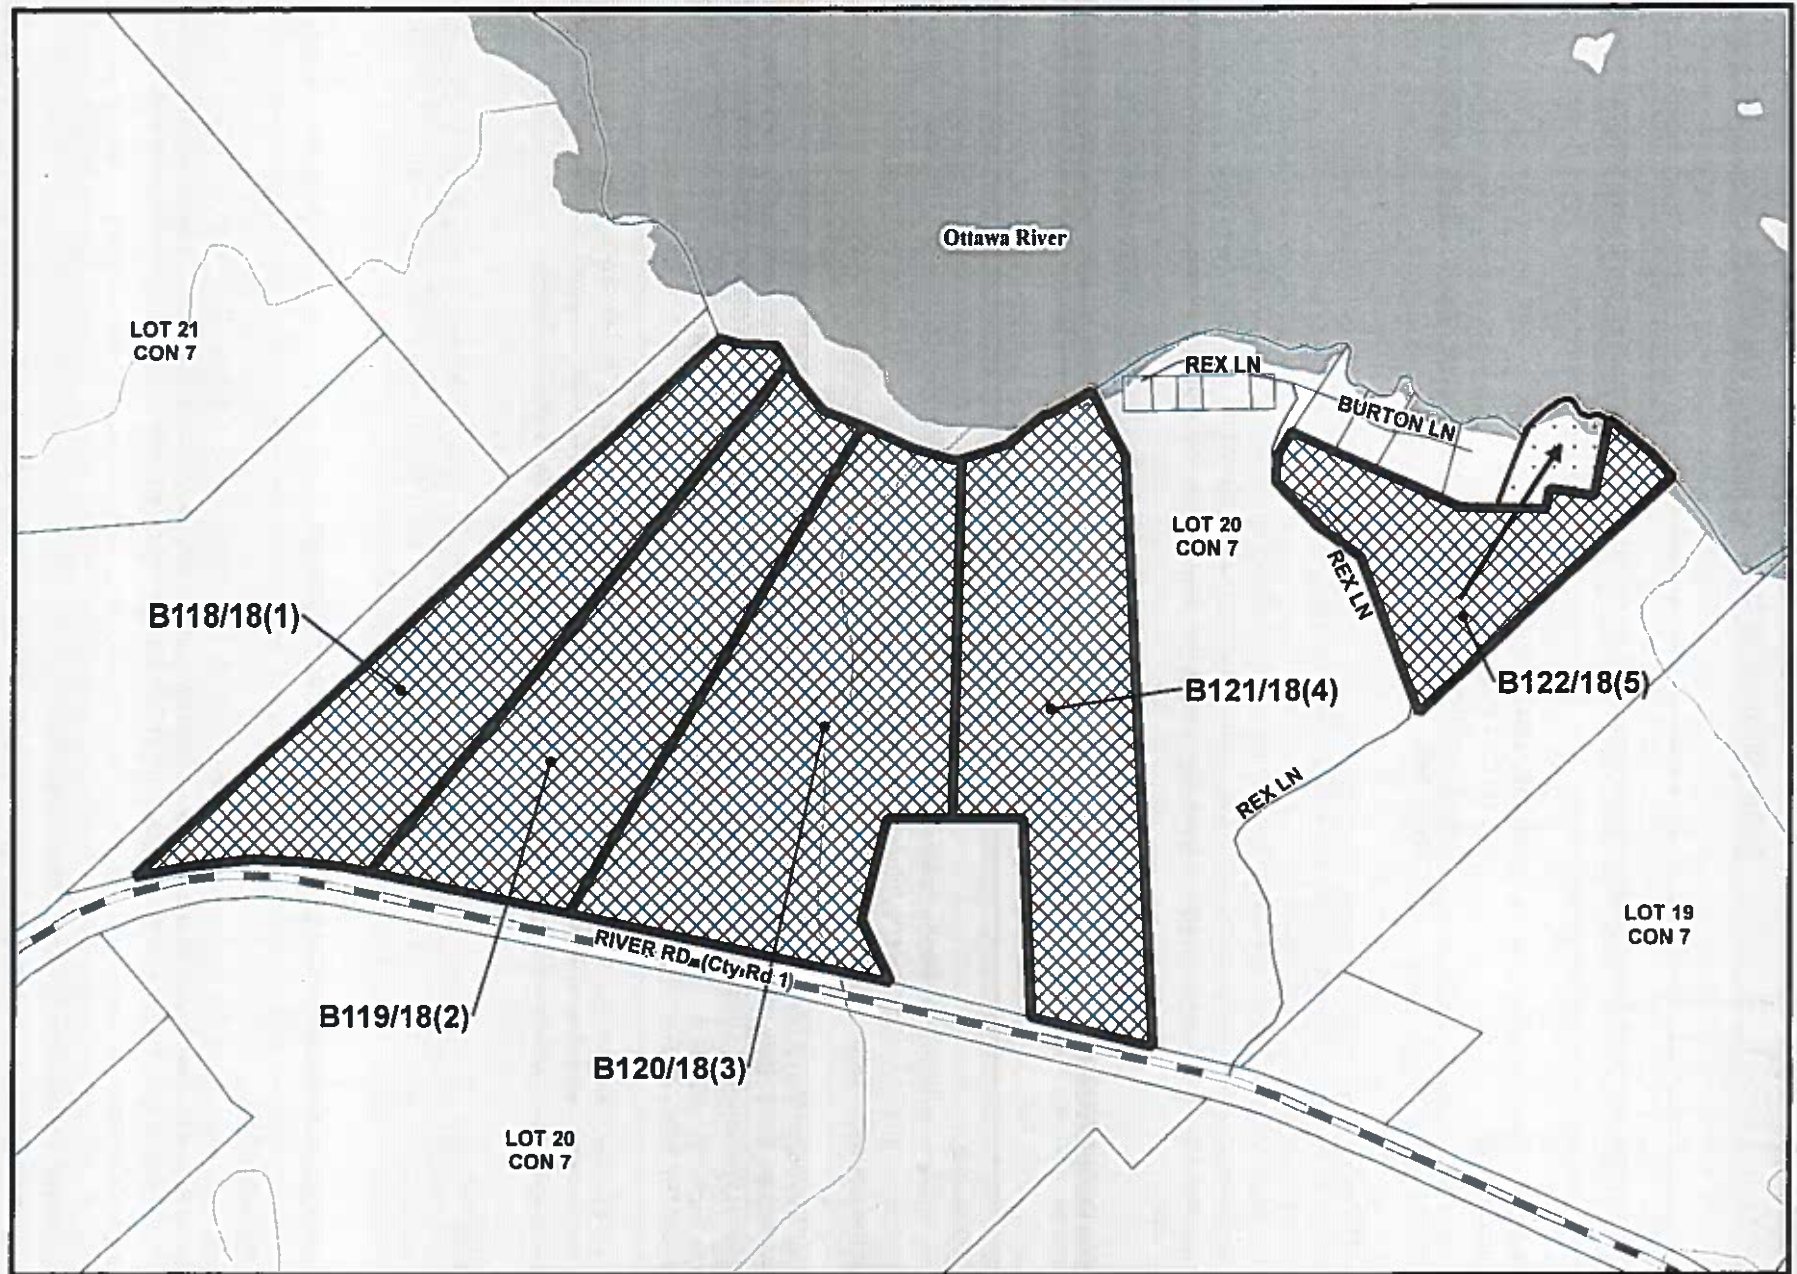 Ottawa River
LOT 21
CON 7
REX LN
BURTON LN
LOT 20
CON 7
REX LN
B118/18(1)
B121/18(4)
B122/18(5)
REX LN
LOT 19
CON 7
RIVER RD (Cty Rd 1)
B119/18(2)
B120/18(3)
LOT 20
CON 7